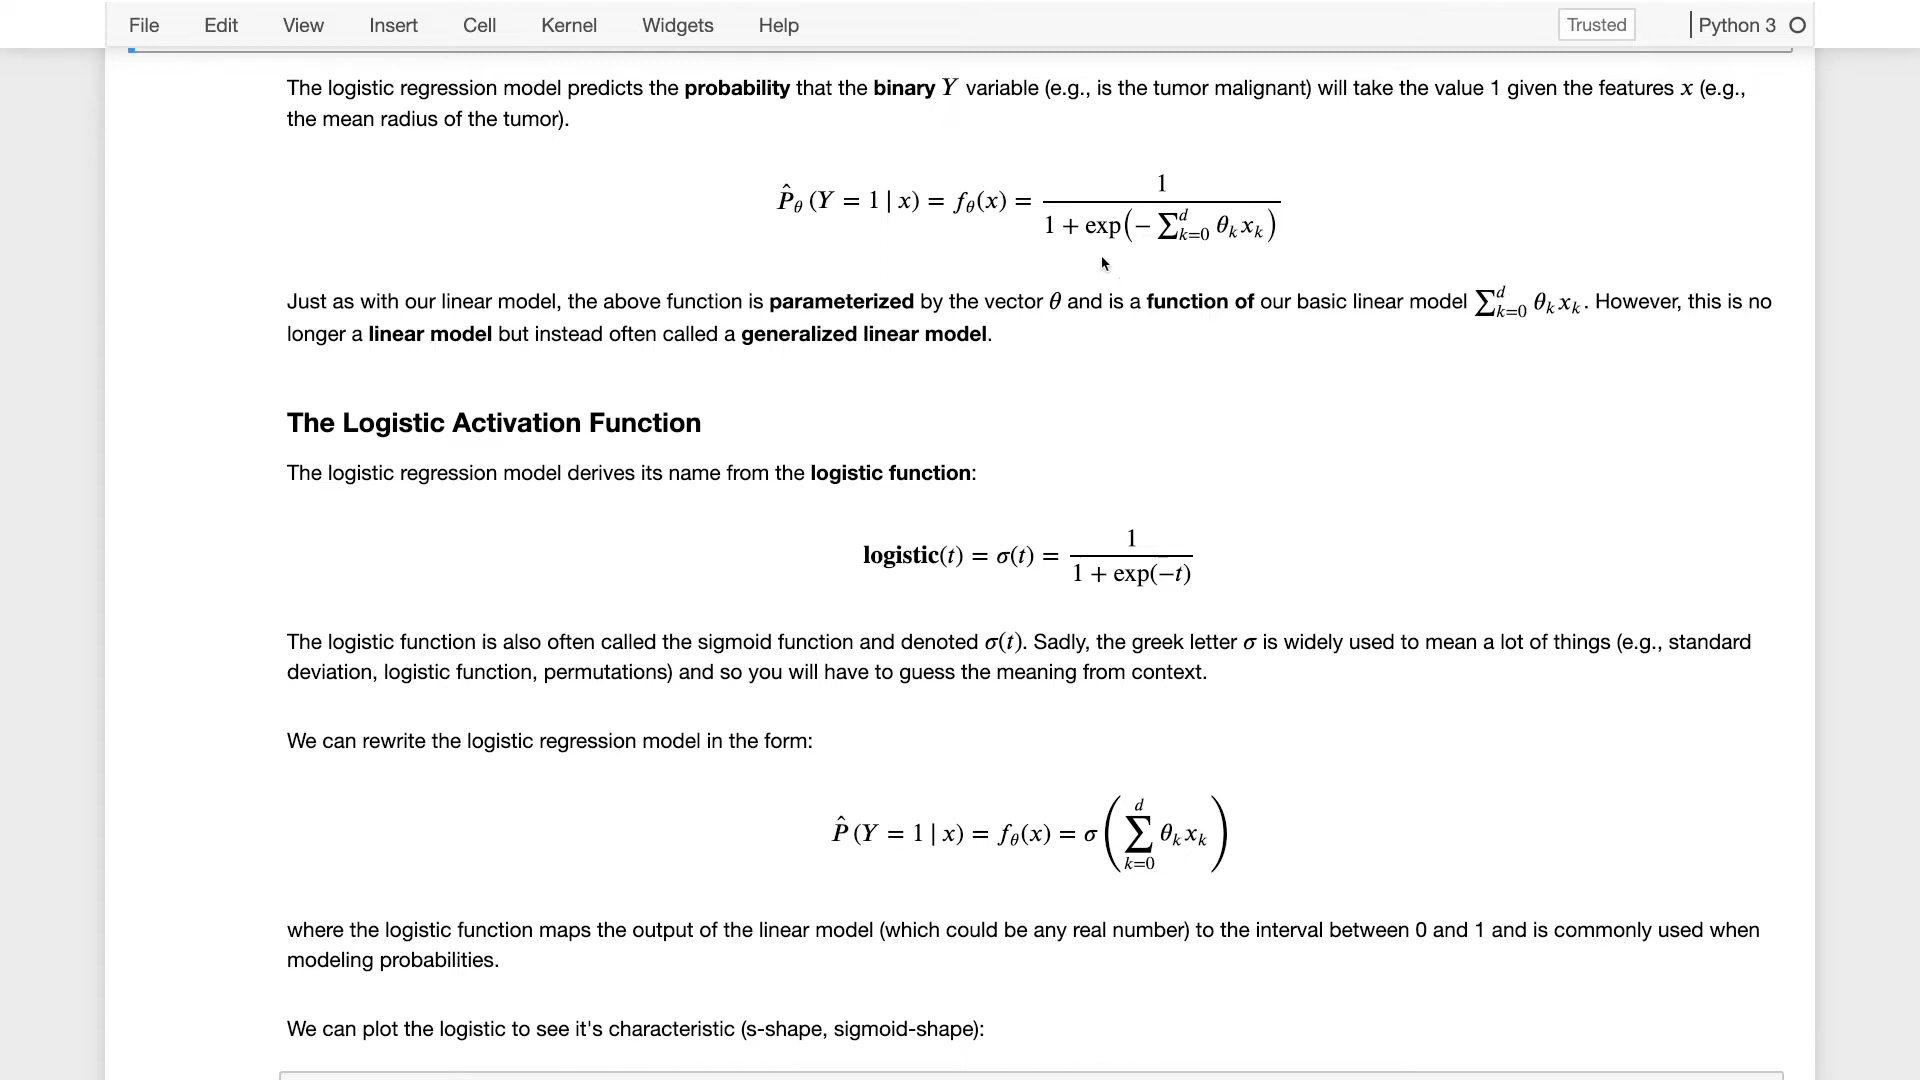 File Edit View Insert Cell Kernel Widgets Help Trusted Python 3
The logistic regression model predicts the probability that the binary Y variable (e.g., is the tumor malignant) will take the value 1 given the features x (e.g.,
the mean radius of the tumor).
P̂_θ (Y = 1 | x) = f_θ(x) = 1 / (1 + exp(− ∑_{k=0}^{d} θ_k x_k))
Just as with our linear model, the above function is parameterized by the vector θ and is a function of our basic linear model ∑_{k=0}^{d} θ_k x_k. However, this is no
longer a linear model but instead often called a generalized linear model.
The Logistic Activation Function
The logistic regression model derives its name from the logistic function:
logistic(t) = σ(t) = 1 / (1 + exp(−t))
The logistic function is also often called the sigmoid function and denoted σ(t). Sadly, the greek letter σ is widely used to mean a lot of things (e.g., standard
deviation, logistic function, permutations) and so you will have to guess the meaning from context.
We can rewrite the logistic regression model in the form:
P̂ (Y = 1 | x) = f_θ(x) = σ(∑_{k=0}^{d} θ_k x_k)
where the logistic function maps the output of the linear model (which could be any real number) to the interval between 0 and 1 and is commonly used when
modeling probabilities.
We can plot the logistic to see it's characteristic (s-shape, sigmoid-shape):